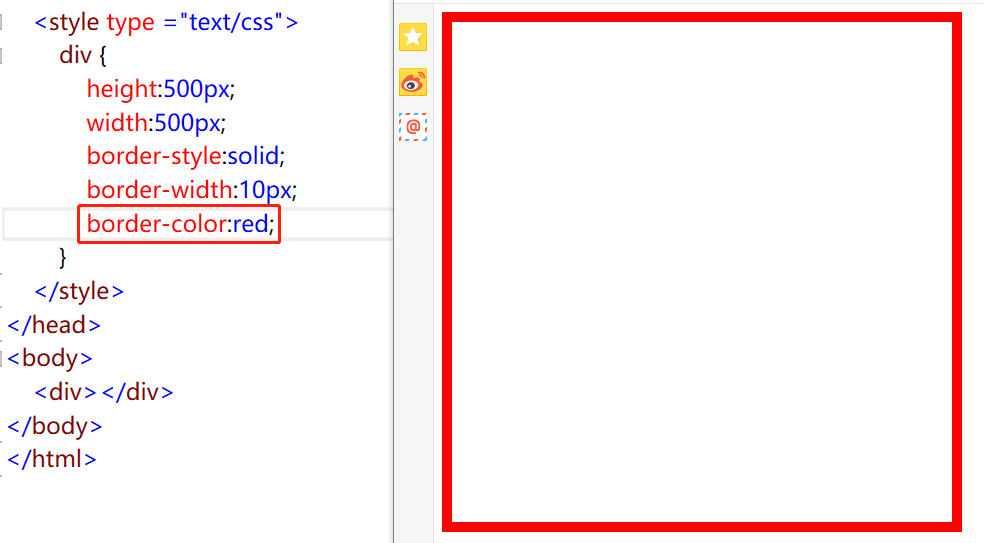 <style type ="text/css">
div {
height:500px;
width:500px;
border-style:solid;
border-width:10px;
border-color:red;
}
</style>
</head>
<body>
<div></div>
</body>
</html>
@